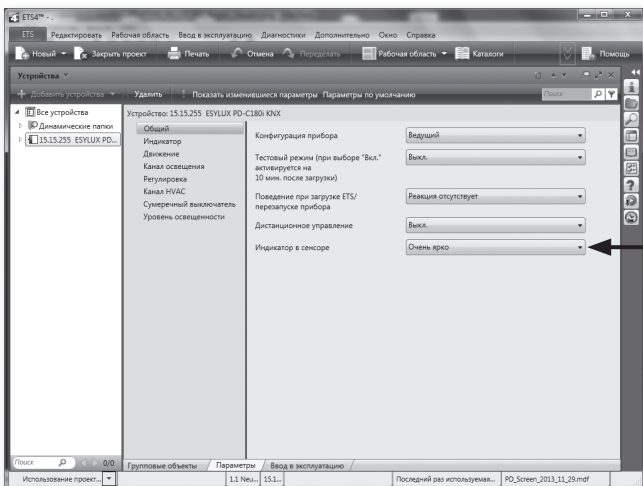 ETS4™ - .
ETS Редактировать Рабочая область Ввод в эксплуатацию Диагностики Дополнительно Окно Справка
Новый Закрыть проект Печать Отмена Переделать Рабочая область Каталоги Помощь
Устройства
Добавить устройства Удалить Показать изменившиеся параметры Параметры по умолчанию Поиск
Все устройства
Динамические папки
15.15.255 ESYLUX PD...
Устройство: 15.15.255 ESYLUX PD-C180i KNX
Общий
Индикатор
Движение
Канал освещения
Регулировка
Канал HVAC
Сумеречный выключатель
Уровень освещенности
Конфигурация прибора Ведущий
Тестовый режим (при выборе "Вкл." Выкл.
активируется на
10 мин. после загрузки)
Поведение при загрузке ETS/ Реакция отсутствует
перезапуске прибора
Дистанционное управление Выкл.
Индикатор в сенсоре Очень ярко
Поиск 0/0
Групповые объекты Параметры Ввод в эксплуатацию
Использование проект... 1.1 Neu... 15.1... Последний раз используемая... PD_Screen_2013_11_29.mdf